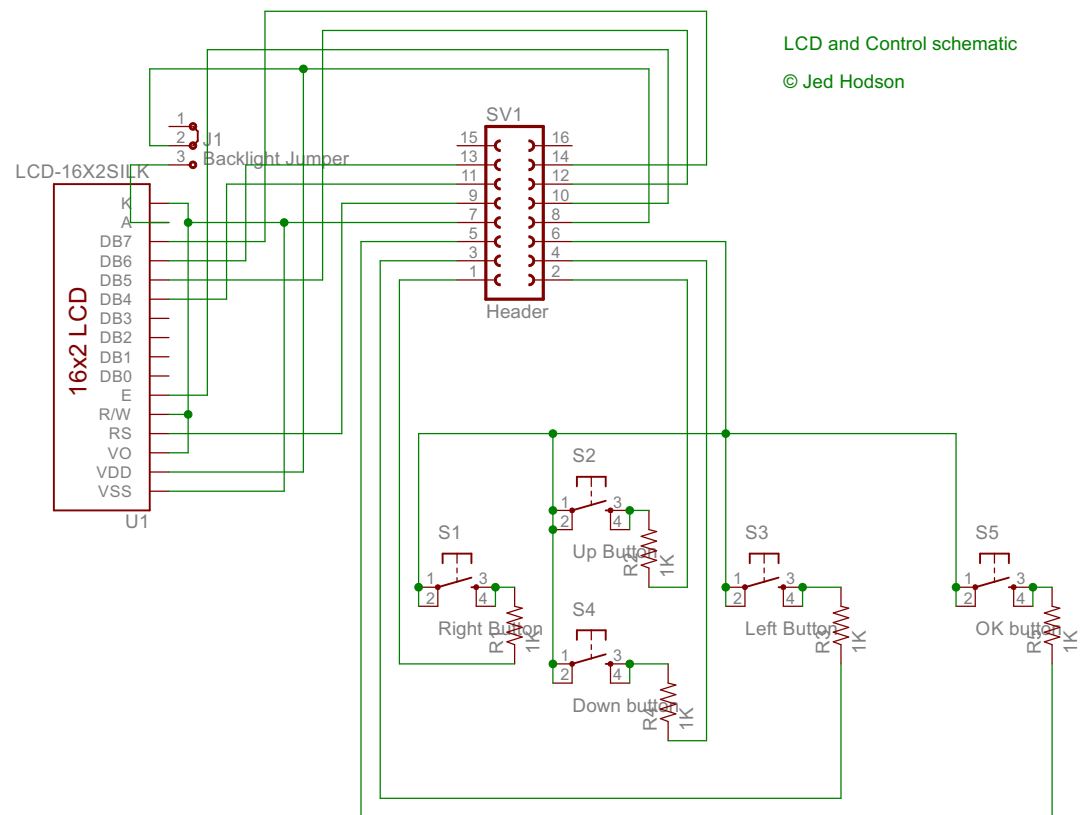 LCD and Control schematic
© Jed Hodson
SV1
1
2
3
J1
Backlight Jumper
15 16
13 14
11 12
9 10
7 8
5 6
3 4
1 2
Header
LCD-16X2SILK
16x2 LCD
K
A
DB7
DB6
DB5
DB4
DB3
DB2
DB1
DB0
E
R/W
RS
VO
VDD
VSS
U1
S2
1 3
2 4
Up Button
R2
1K
S1
1 3
2 4
Right Button
R1
1K
S3
1 3
2 4
Left Button
R3
1K
S5
1 3
2 4
OK button
R5
1K
S4
1 3
2 4
Down button
R4
1K